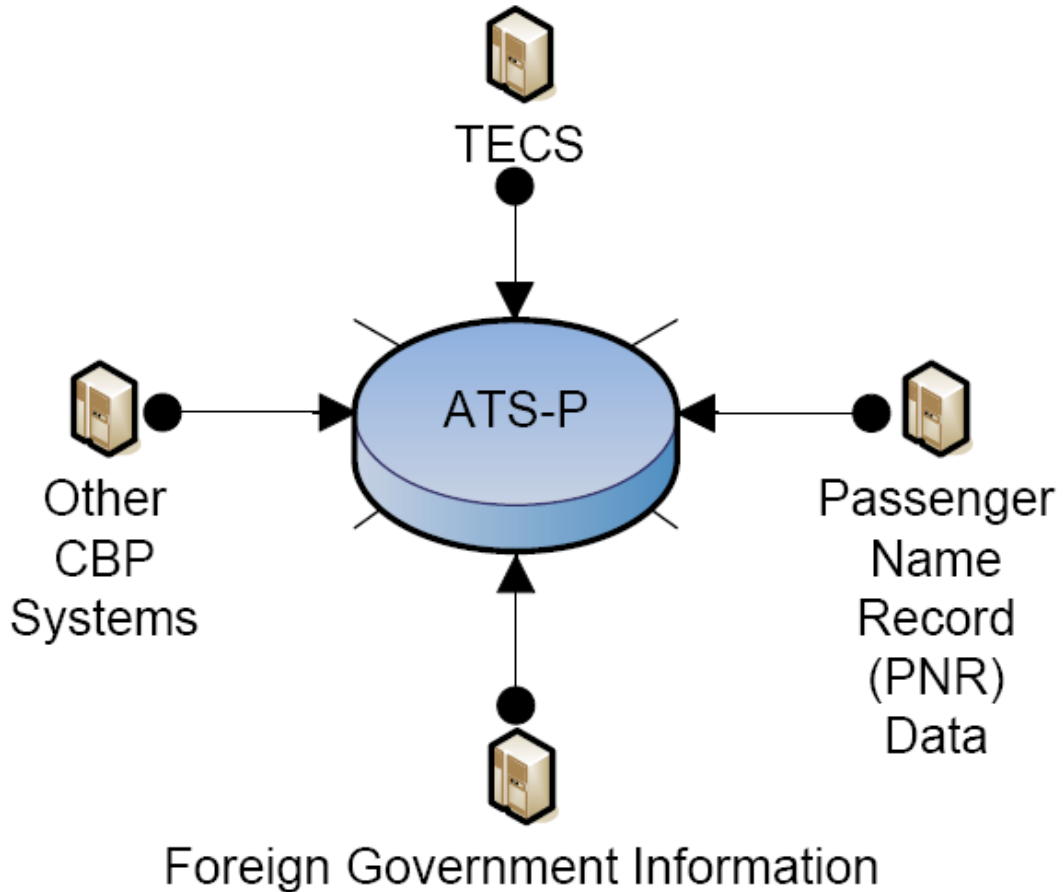 TECS
ATS-P
Other
CBP
Systems
Passenger
Name
Record
(PNR)
Data
Foreign Government Information